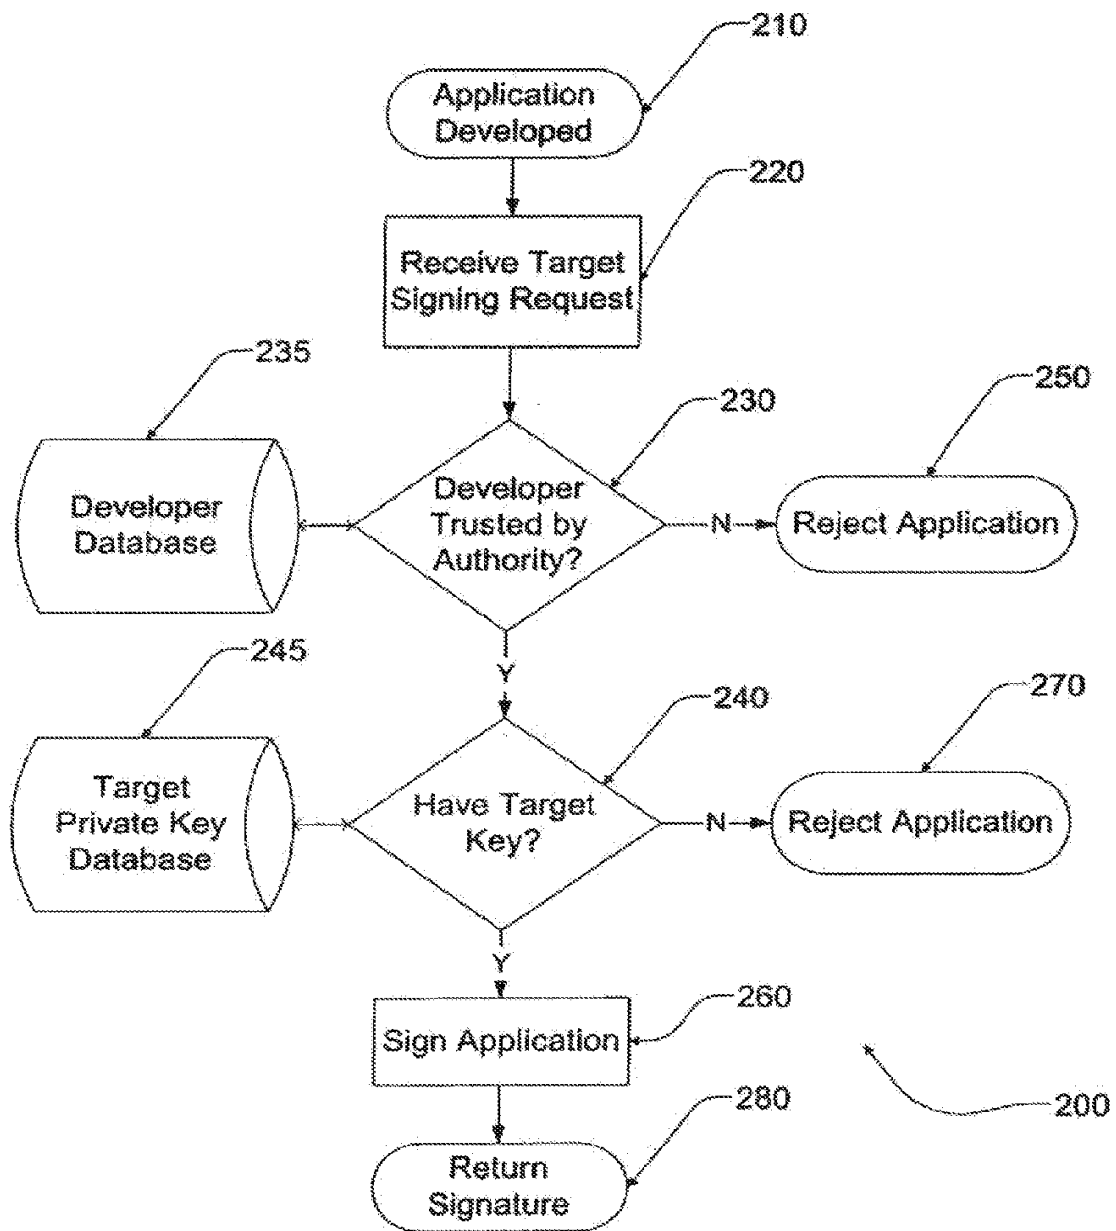 210
Application
Developed
220
Receive Target
Signing Request
235
230
250
Developer
Database
Developer
Trusted by
Authority?
N
Reject Application
Y
245
240
270
Target
Private Key
Database
Have Target
Key?
N
Reject Application
Y
260
Sign Application
280
200
Return
Signature